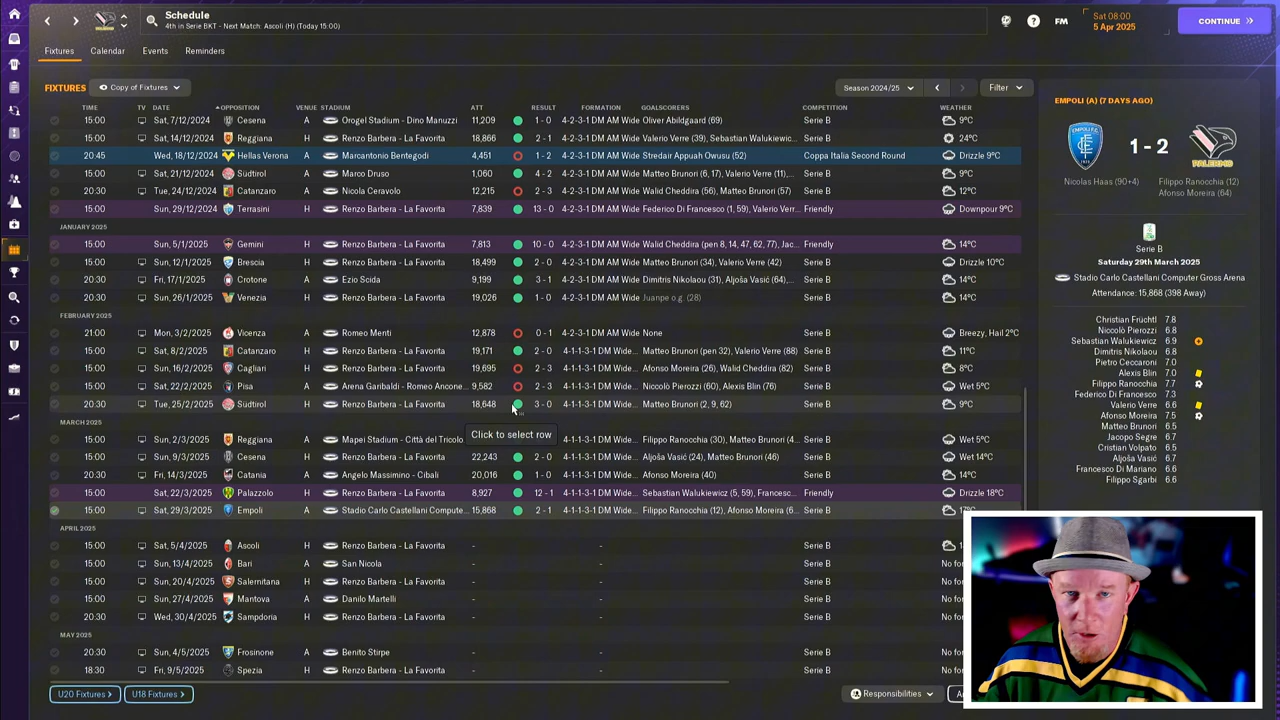 Schedule
4th in Serie BKT - Next Match: Ascoli (H) (Today 15:00)
FM
Sat 08:00
5 Apr 2025
CONTINUE
Fixtures Calendar Events Reminders
FIXTURES Copy of Fixtures Season 2024/25 Filter
TIME TV DATE OPPOSITION VENUE STADIUM ATT RESULT FORMATION GOALSCORERS COMPETITION WEATHER
15:00 Sat, 7/12/2024 Cesena A Orogel Stadium - Dino Manuzzi 11,209 1 - 0 4-2-3-1 DM AM Wide Oliver Abildgaard (69) Serie B 9°C
15:00 Sat, 14/12/2024 Reggiana H Renzo Barbera - La Favorita 18,866 2 - 1 4-2-3-1 DM AM Wide Valerio Verre (39), Sebastian Walukiewic... Serie B 24°C
20:45 Wed, 18/12/2024 Hellas Verona A Marcantonio Bentegodi 4,451 1 - 2 4-2-3-1 DM AM Wide Stredair Appuah Owusu (52) Coppa Italia Second Round Drizzle 9°C
15:00 Sat, 21/12/2024 Südtirol A Marco Druso 1,060 4 - 2 4-2-3-1 DM AM Wide Matteo Brunori (6, 17), Valerio Verre (11),... Serie B 9°C
20:30 Tue, 24/12/2024 Catanzaro A Nicola Ceravolo 12,215 2 - 3 4-2-3-1 DM AM Wide Walid Cheddira (56), Matteo Brunori (57) Serie B 12°C
15:00 Sun, 29/12/2024 Terrasini H Renzo Barbera - La Favorita 7,839 13 - 0 4-2-3-1 DM AM Wide Federico Di Francesco (1, 59), Valerio Verr... Friendly Downpour 9°C
JANUARY 2025
15:00 Sun, 5/1/2025 Gemini H Renzo Barbera - La Favorita 7,813 10 - 0 4-2-3-1 DM AM Wide Walid Cheddira (pen 8, 14, 47, 62, 77), Jac... Friendly 14°C
15:00 Sun, 12/1/2025 Brescia H Renzo Barbera - La Favorita 18,499 2 - 0 4-2-3-1 DM AM Wide Matteo Brunori (34), Valerio Verre (42) Serie B Drizzle 10°C
20:30 Fri, 17/1/2025 Crotone A Ezio Scida 9,199 3 - 1 4-2-3-1 DM AM Wide Dimitris Nikolaou (31), Aljoša Vasić (64),... Serie B 14°C
20:30 Sun, 26/1/2025 Venezia H Renzo Barbera - La Favorita 19,026 1 - 0 4-2-3-1 DM AM Wide Juanpe o.g. (28) Serie B 14°C
FEBRUARY 2025
21:00 Mon, 3/2/2025 Vicenza A Romeo Menti 12,878 0 - 1 4-2-3-1 DM AM Wide None Serie B Breezy, Hail 2°C
15:00 Sat, 8/2/2025 Catanzaro H Renzo Barbera - La Favorita 19,171 2 - 0 4-1-1-3-1 DM Wide... Matteo Brunori (pen 32), Valerio Verre (88) Serie B 11°C
15:00 Sun, 16/2/2025 Cagliari H Renzo Barbera - La Favorita 19,695 2 - 3 4-1-1-3-1 DM Wide... Afonso Moreira (26), Walid Cheddira (82) Serie B 8°C
15:00 Sat, 22/2/2025 Pisa A Arena Garibaldi - Romeo Ancone... 9,582 2 - 3 4-1-1-3-1 DM Wide... Niccolò Pierozzi (60), Alexis Blin (76) Serie B Wet 5°C
20:30 Tue, 25/2/2025 Südtirol H Renzo Barbera - La Favorita 18,648 3 - 0 4-1-1-3-1 DM Wide... Matteo Brunori (2, 9, 62) Serie B 9°C
MARCH 2025
Click to select row
15:00 Sun, 2/3/2025 Reggiana A Mapei Stadium - Città del Tricolo 4-1-1-3-1 DM Wide... Filippo Ranocchia (30), Matteo Brunori (4... Serie B Wet 5°C
15:00 Sun, 9/3/2025 Cesena H Renzo Barbera - La Favorita 22,243 2 - 0 4-1-1-3-1 DM Wide... Aljoša Vasić (24), Matteo Brunori (46) Serie B Wet 14°C
20:30 Fri, 14/3/2025 Catania A Angelo Massimino - Cibali 20,016 1 - 0 4-1-1-3-1 DM Wide... Afonso Moreira (40) Serie B 14°C
15:00 Sat, 22/3/2025 Palazzolo H Renzo Barbera - La Favorita 8,927 12 - 1 4-1-1-3-1 DM Wide... Sebastian Walukiewicz (5, 59), Francesc... Friendly Drizzle 18°C
15:00 Sat, 29/3/2025 Empoli A Stadio Carlo Castellani Compute... 15,868 2 - 1 4-1-1-3-1 DM Wide... Filippo Ranocchia (12), Afonso Moreira (6... Serie B 17°C
APRIL 2025
15:00 Sat, 5/4/2025 Ascoli H Renzo Barbera - La Favorita - - Serie B
15:00 Sun, 13/4/2025 Bari A San Nicola - - Serie B No for
15:00 Sun, 20/4/2025 Salernitana H Renzo Barbera - La Favorita - - Serie B No for
15:00 Sun, 27/4/2025 Mantova A Danilo Martelli - - Serie B No for
20:30 Wed, 30/4/2025 Sampdoria H Renzo Barbera - La Favorita - - Serie B No for
MAY 2025
20:30 Sun, 4/5/2025 Frosinone A Benito Stirpe - - Serie B No for
18:30 Fri, 9/5/2025 Spezia H Renzo Barbera - La Favorita - - Serie B No for
U20 Fixtures U18 Fixtures Responsibilities
EMPOLI (A) (7 DAYS AGO)
1 - 2
Nicolas Haas (90+4) Filippo Ranocchia (12)
Afonso Moreira (64)
Serie B
Saturday 29th March 2025
Stadio Carlo Castellani Computer Gross Arena
Attendance: 15,868 (398 Away)
Christian Früchtl 7.8
Niccolò Pierozzi 6.8
Sebastian Walukiewicz 6.9
Dimitris Nikolaou 6.8
Pietro Ceccaroni 7.0
Alexis Blin 7.0
Filippo Ranocchia 7.7
Federico Di Francesco 7.3
Valerio Verre 6.6
Afonso Moreira 7.5
Matteo Brunori 6.5
Jacopo Segre 6.7
Cristian Volpato 6.5
Aljoša Vasić 6.7
Francesco Di Mariano 6.6
Filippo Sgarbi 6.6